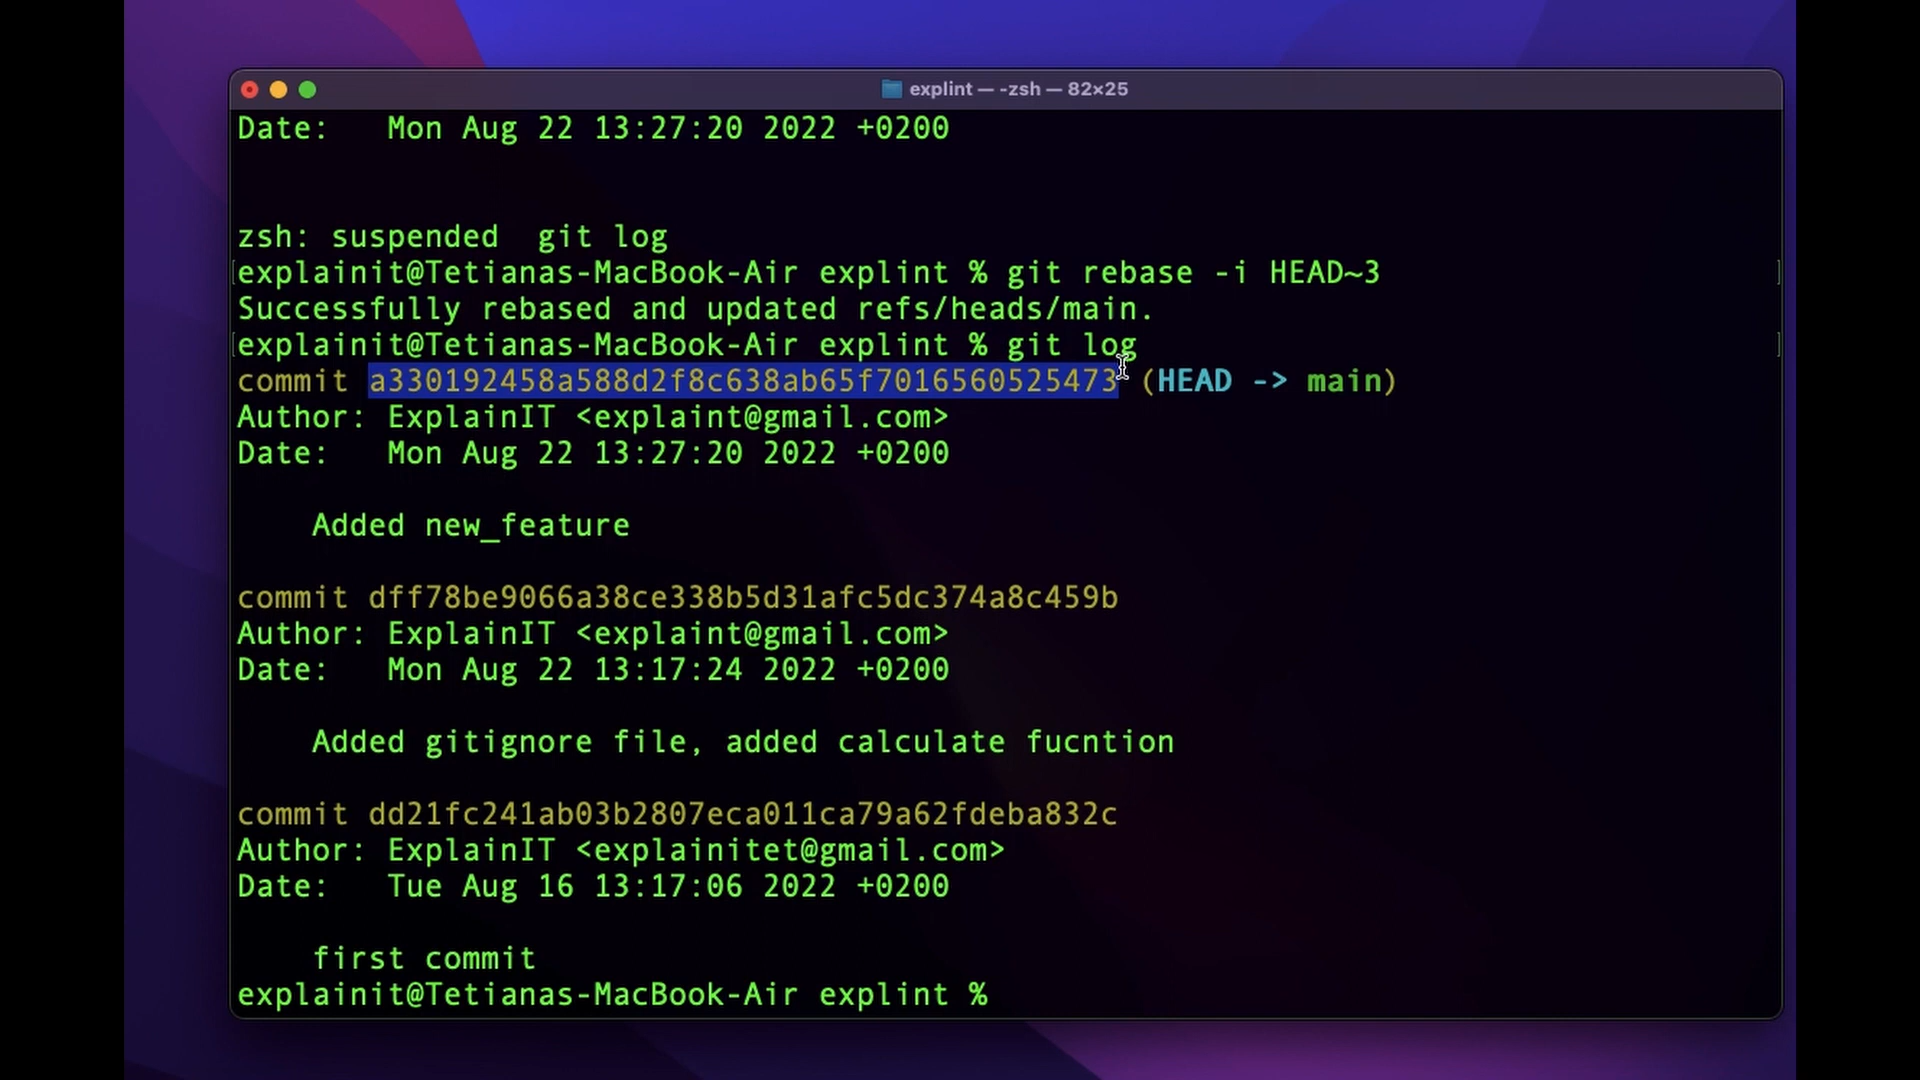 explint — -zsh — 82×25
Date:   Mon Aug 22 13:27:20 2022 +0200
zsh: suspended  git log
explainit@Tetianas-MacBook-Air explint % git rebase -i HEAD~3
Successfully rebased and updated refs/heads/main.
explainit@Tetianas-MacBook-Air explint % git log
commit a330192458a588d2f8c638ab65f7016560525473 (HEAD -> main)
Author: ExplainIT <explaint@gmail.com>
Date:   Mon Aug 22 13:27:20 2022 +0200
Added new_feature
commit dff78be9066a38ce338b5d31afc5dc374a8c459b
Author: ExplainIT <explaint@gmail.com>
Date:   Mon Aug 22 13:17:24 2022 +0200
Added gitignore file, added calculate fucntion
commit dd21fc241ab03b2807eca011ca79a62fdeba832c
Author: ExplainIT <explainitet@gmail.com>
Date:   Tue Aug 16 13:17:06 2022 +0200
first commit
explainit@Tetianas-MacBook-Air explint %